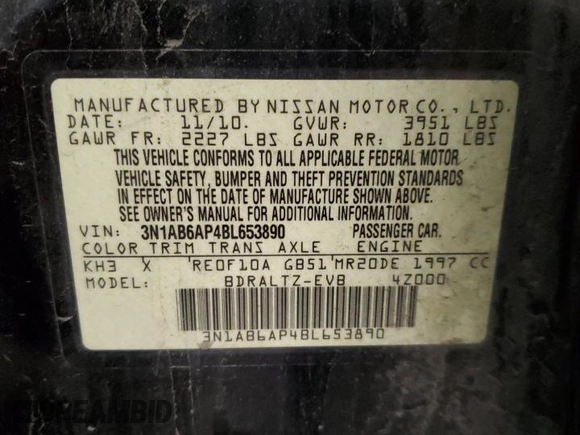 MANUFACTURED BY NISSAN MOTOR CO., LTD.
DATE: 11/10. GVWR: 3951 LBS
GAWR FR: 2227 LBS GAWR RR: 1810 LBS
THIS VEHICLE CONFORMS TO ALL APPLICABLE FEDERAL MOTOR
VEHICLE SAFETY, BUMPER AND THEFT PREVENTION STANDARDS
IN EFFECT ON THE DATE OF MANUFACTURE SHOWN ABOVE.
SEE OWNER'S MANUAL FOR ADDITIONAL INFORMATION.
VIN: 3N1AB6AP4BL653890 PASSENGER CAR.
COLOR TRIM TRANS AXLE ENGINE
KH3 X RE0F10A GB51 MR20DE 1997 CC
MODEL: BDRALTZ-EVB 4Z000
3N1AB6AP4BL653890
DREAMBID